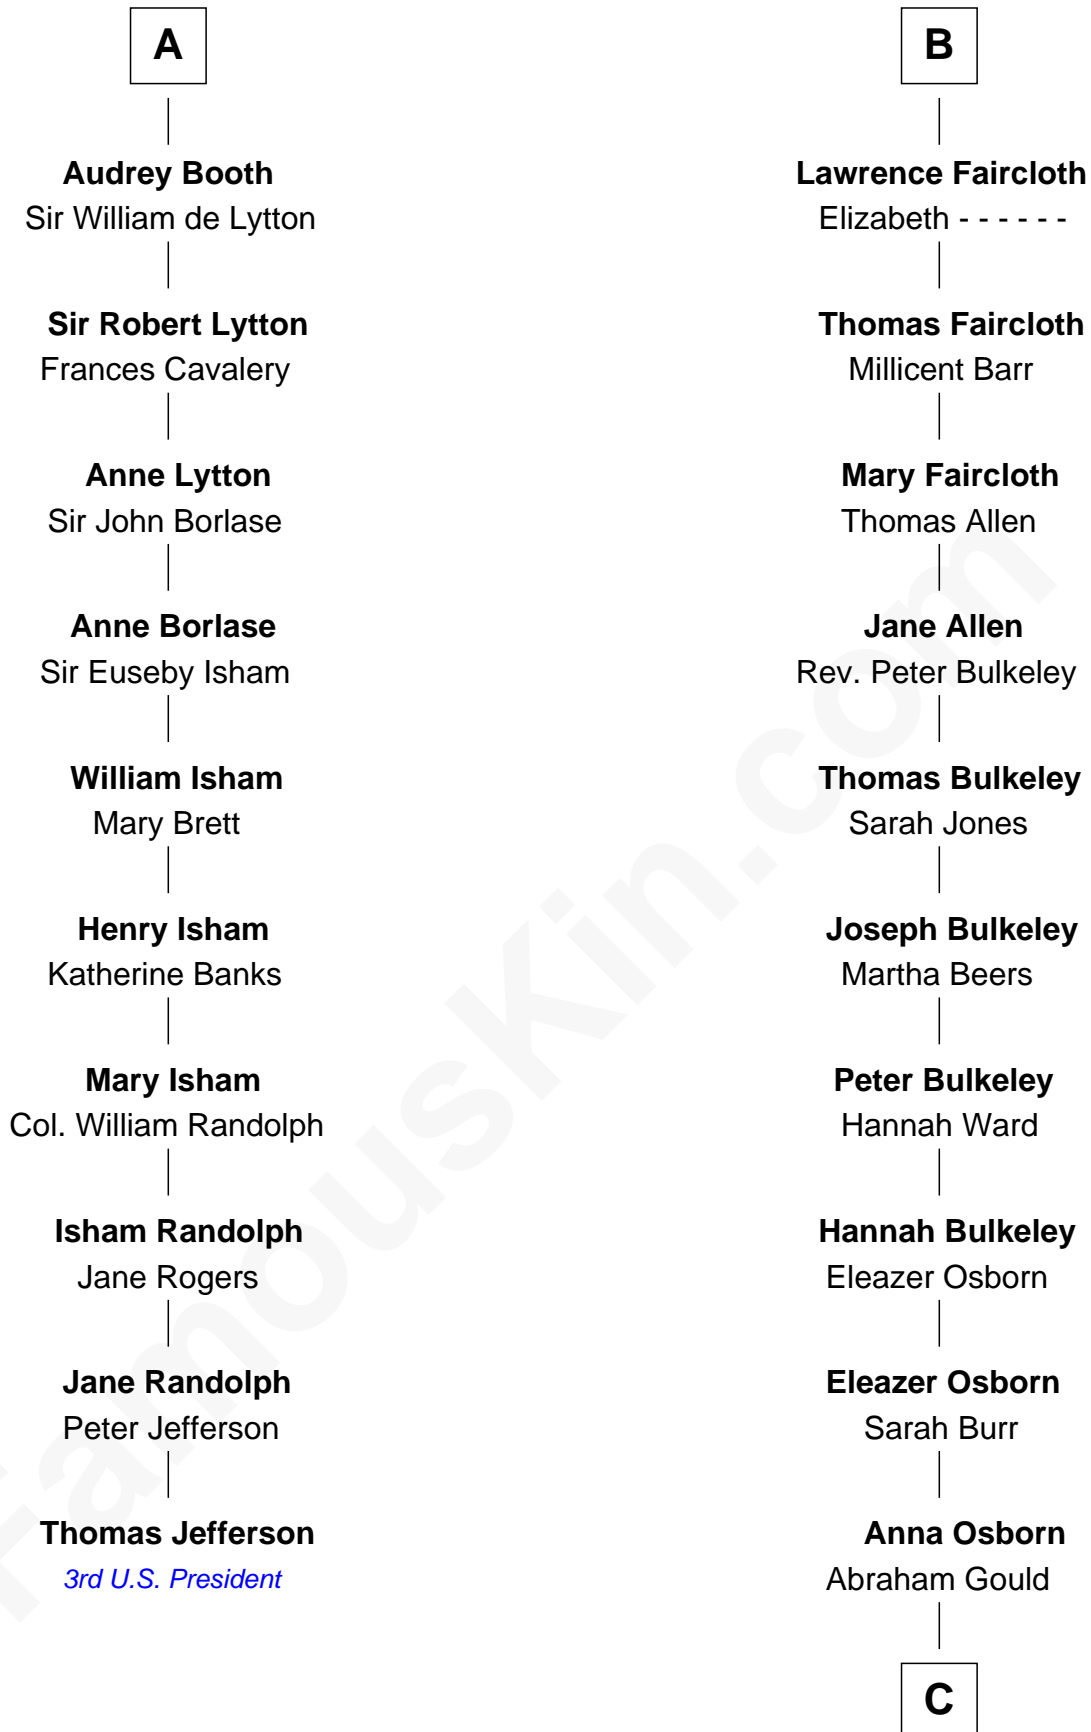 A
Audrey Booth
Sir William de Lytton
Sir Robert Lytton
Frances Cavalery
Anne Lytton
Sir John Borlase
Anne Borlase
Sir Euseby Isham
William Isham
Mary Brett
Henry Isham
Katherine Banks
Mary Isham
Col. William Randolph
Isham Randolph
Jane Rogers
Jane Randolph
Peter Jefferson
Thomas Jefferson
3rd U.S. President
B
Lawrence Faircloth
Elizabeth - - - - - -
Thomas Faircloth
Millicent Barr
Mary Faircloth
Thomas Allen
Jane Allen
Rev. Peter Bulkeley
Thomas Bulkeley
Sarah Jones
Joseph Bulkeley
Martha Beers
Peter Bulkeley
Hannah Ward
Hannah Bulkeley
Eleazer Osborn
Eleazer Osborn
Sarah Burr
Anna Osborn
Abraham Gould
C
FamousKin.com